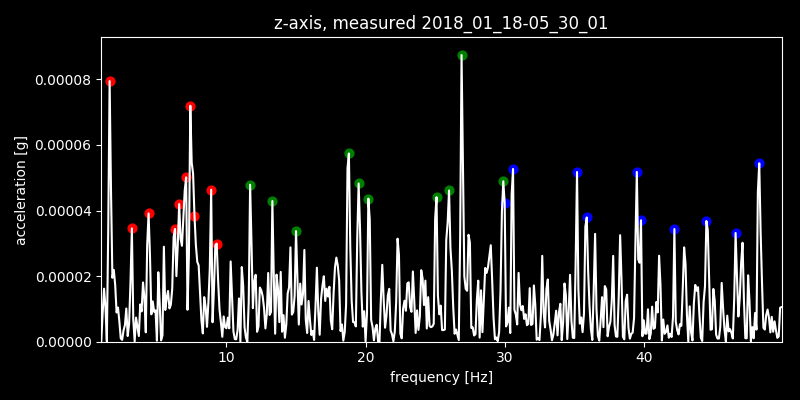 z-axis, measured 2018_01_18-05_30_01
0.00008
0.00006
0.00004
0.00002
0.00000
acceleration [g]
10 20 30 40
frequency [Hz]